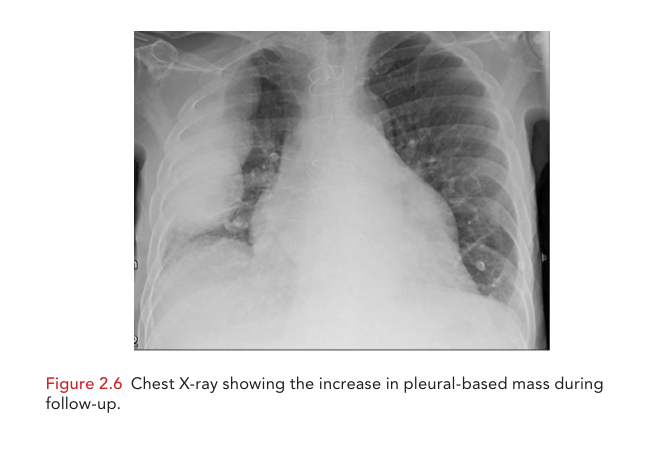 Figure 2.6 Chest X-ray showing the increase in pleural-based mass during
follow-up.